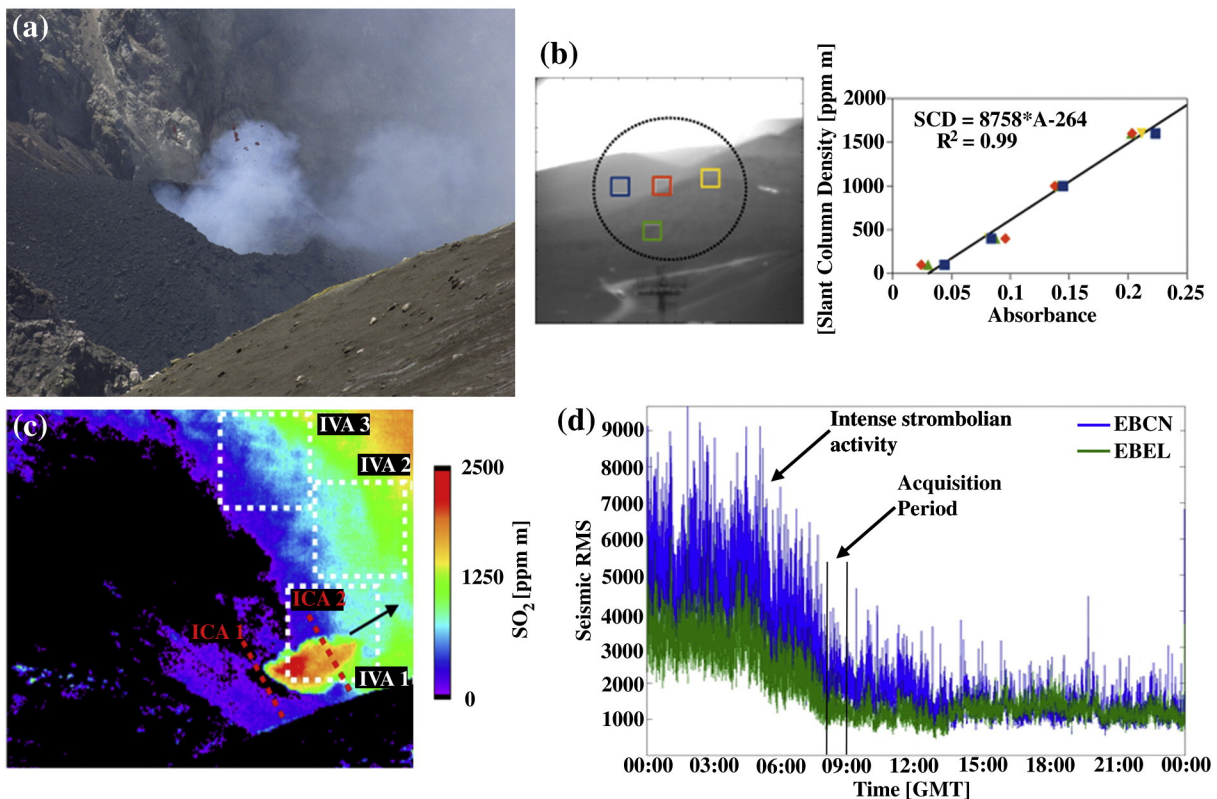 (a)
(b)
[Slant Column Density [ppm m]
2000
1500
1000
500
0
SCD = 8758*A-264
R² = 0.99
0 0.05 0.1 0.15 0.2 0.25
Absorbance
(c)
IVA 3
IVA 2
ICA 2
ICA 1
IVA 1
2500
1250
0
SO₂ [ppm m]
(d)
Seismic RMS
9000
8000
7000
6000
5000
4000
3000
2000
1000
Intense strombolian
activity
Acquisition
Period
EBCN
EBEL
00:00 03:00 06:00 09:00 12:00 15:00 18:00 21:00 00:00
Time [GMT]